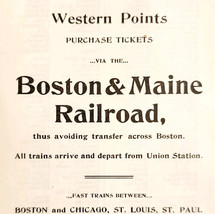 Western Points
PURCHASE TICKETS
...VIA THE...
Boston & Maine
Railroad,
thus avoiding transfer across Boston.
All trains arrive and depart from Union Station.
...FAST TRAINS BETWEEN...
BOSTON and CHICAGO, ST. LOUIS, ST. PAUL